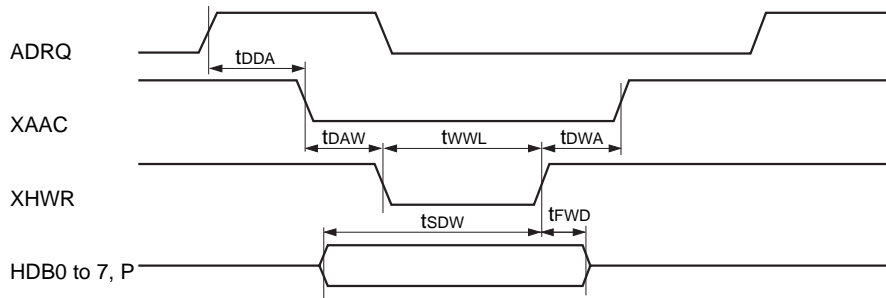 ADRQ
tDDA
XAAC
tDAW tWWL tDWA
XHWR
tSDW tFWD
HDB0 to 7, P